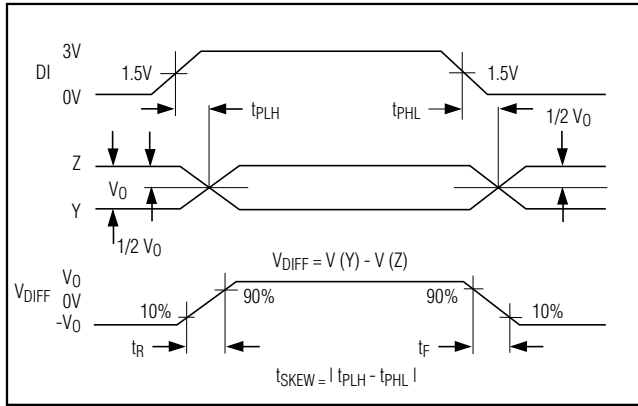 3V
DI
1.5V
1.5V
0V
tPLH
tPHL
1/2 VO
Z
VO
Y
1/2 VO
VDIFF = V (Y) - V (Z)
VO
VDIFF
0V
-VO
10%
90%
90%
10%
tR
tF
tSKEW = | tPLH - tPHL |